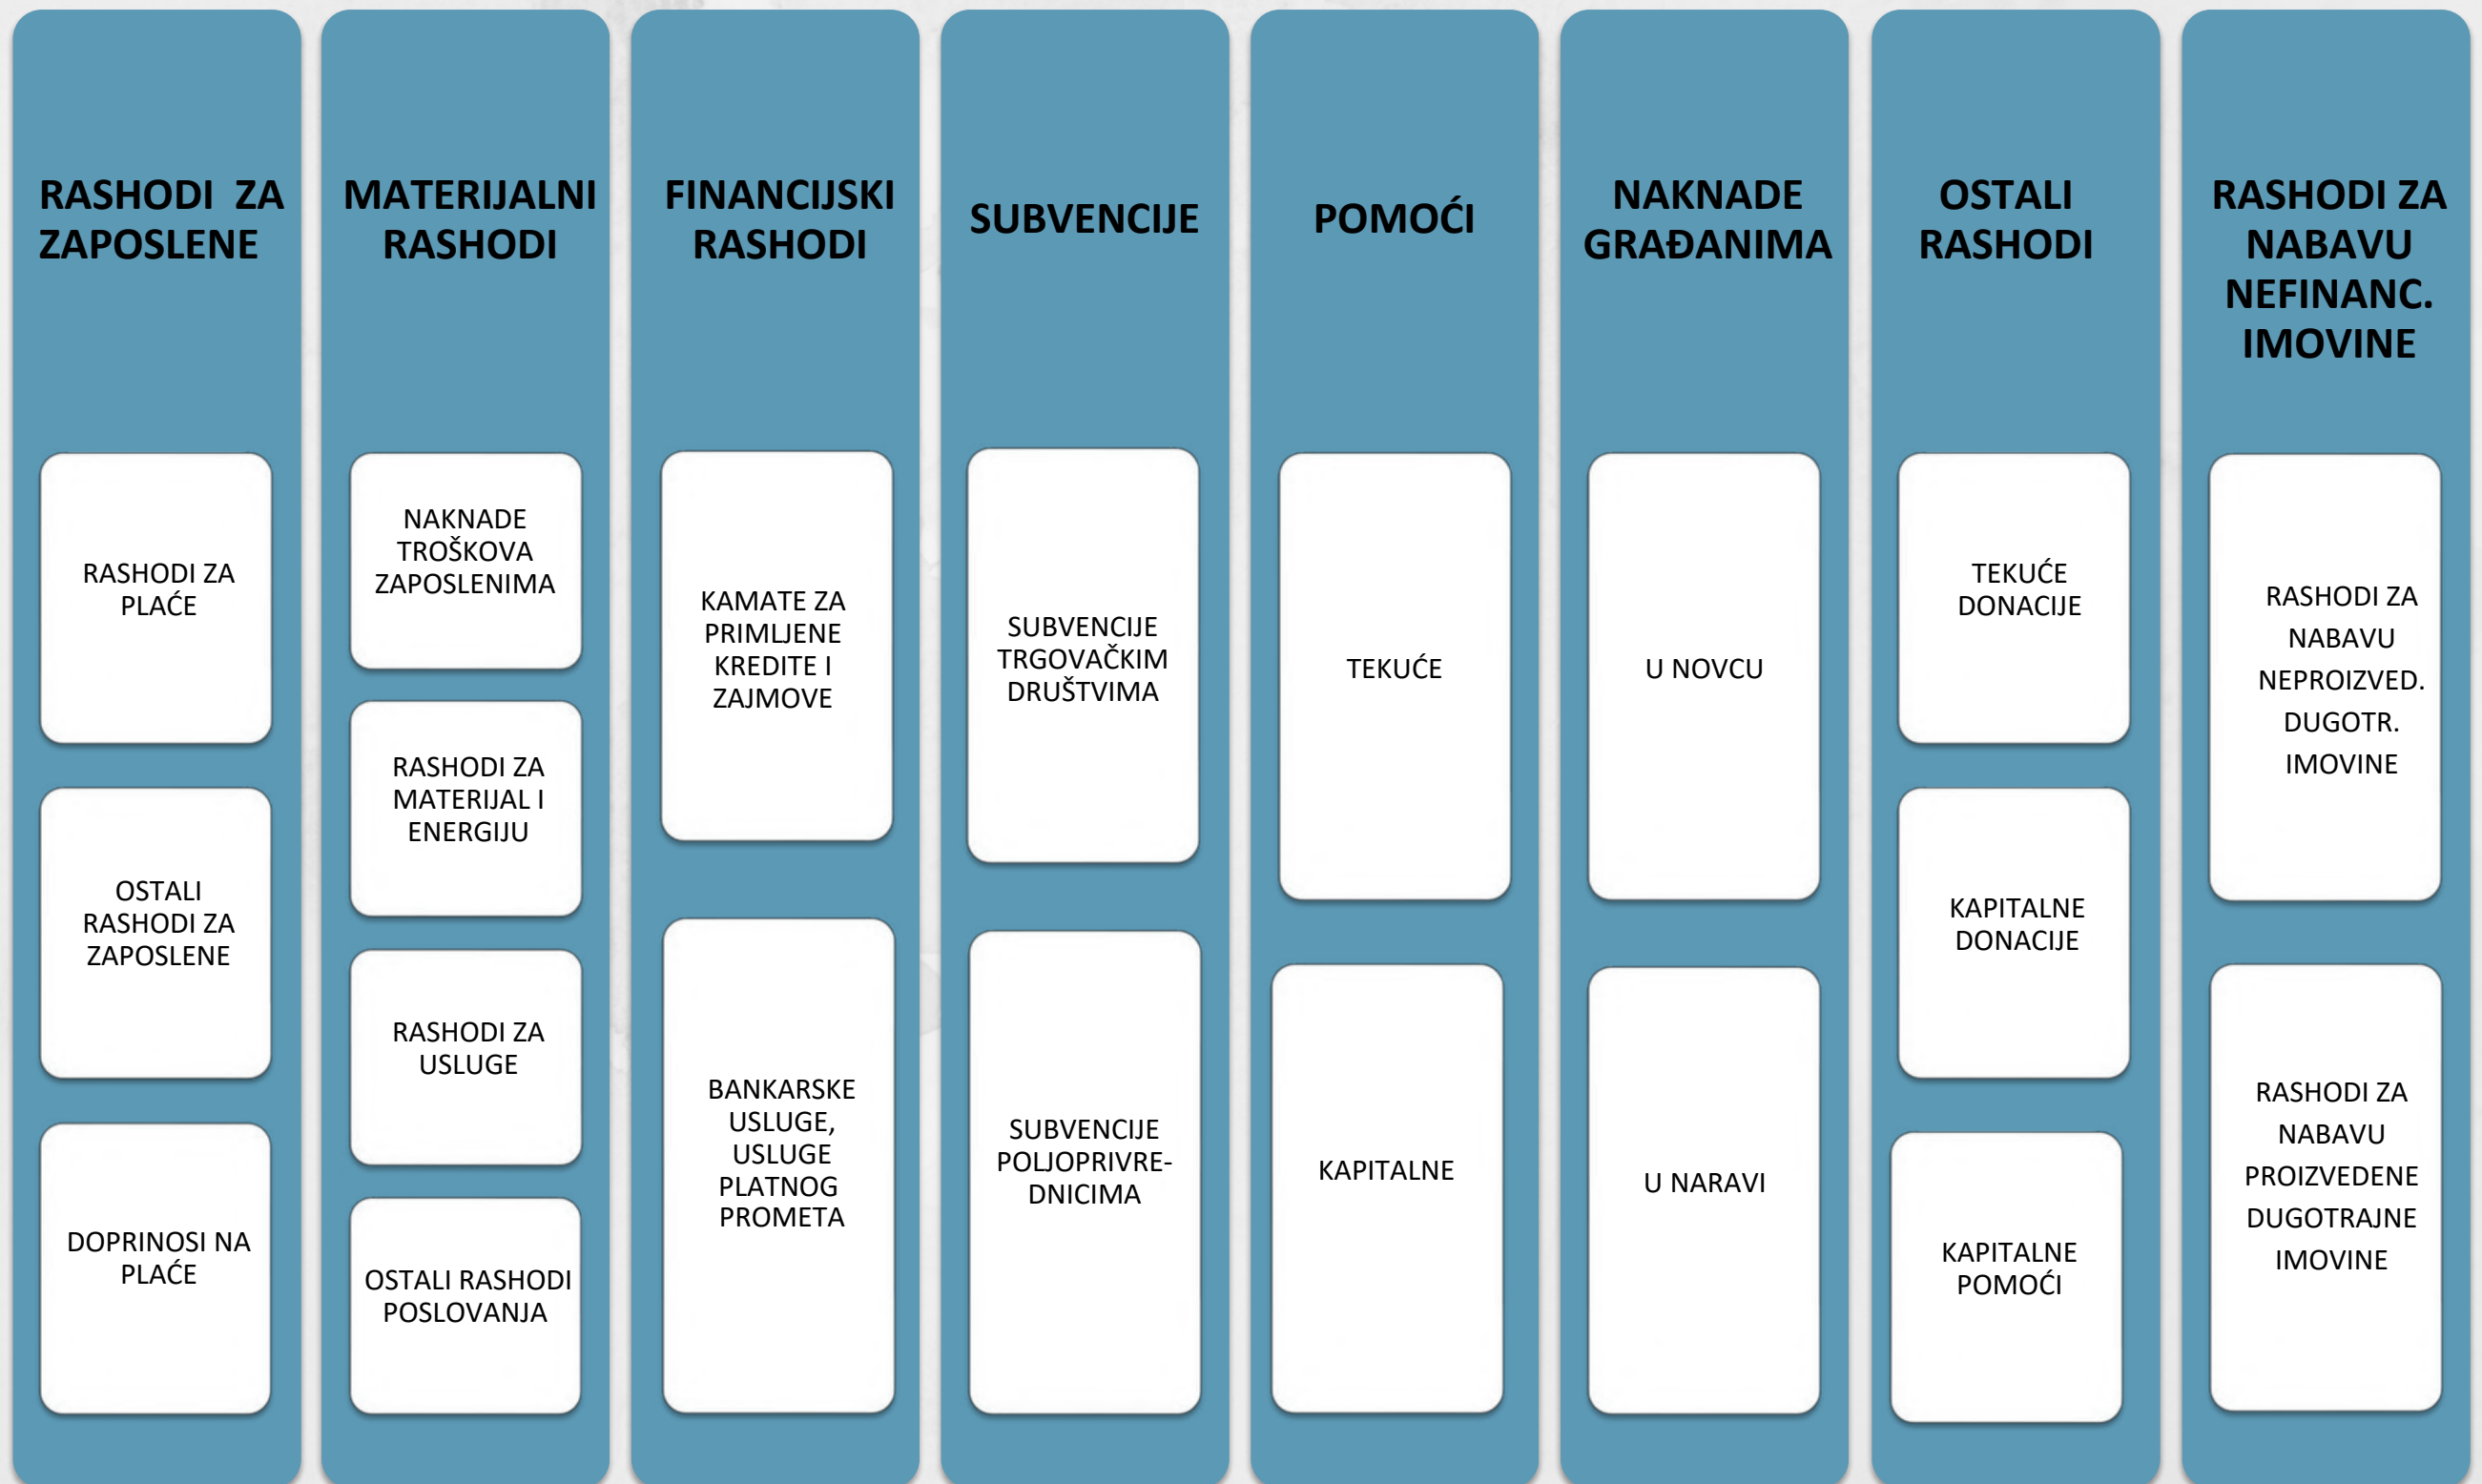 RASHODI ZA
ZAPOSLENE
RASHODI ZA
PLAĆE
OSTALI
RASHODI ZA
ZAPOSLENE
DOPRINOSI NA
PLAĆE
MATERIJALNI
RASHODI
NAKNADE
TROŠKOVA
ZAPOSLENIMA
RASHODI ZA
MATERIJAL I
ENERGIJU
RASHODI ZA
USLUGE
OSTALI RASHODI
POSLOVANJA
FINANCIJSKI
RASHODI
KAMATE ZA
PRIMLJENE
KREDITE I
ZAJMOVE
BANKARSKE
USLUGE,
USLUGE
PLATNOG
PROMETA
SUBVENCIJE
SUBVENCIJE
TRGOVAČKIM
DRUŠTVIMA
SUBVENCIJE
POLJOPRIVRE-
DNICIMA
POMOĆI
TEKUĆE
KAPITALNE
NAKNADE
GRAĐANIMA
U NOVCU
U NARAVI
OSTALI
RASHODI
TEKUĆE
DONACIJE
KAPITALNE
DONACIJE
KAPITALNE
POMOĆI
RASHODI ZA
NABAVU
NEFINANC.
IMOVINE
RASHODI ZA
NABAVU
NEPROIZVED.
DUGOTR.
IMOVINE
RASHODI ZA
NABAVU
PROIZVEDENE
DUGOTRAJNE
IMOVINE